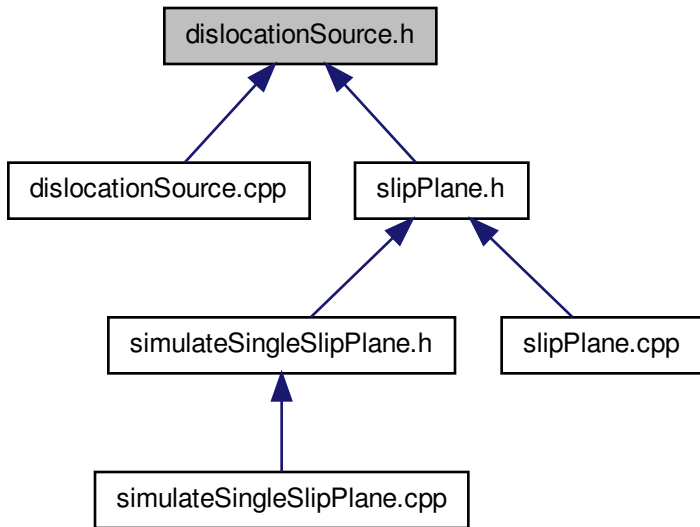 dislocationSource.h
dislocationSource.cpp
slipPlane.h
simulateSingleSlipPlane.h
slipPlane.cpp
simulateSingleSlipPlane.cpp